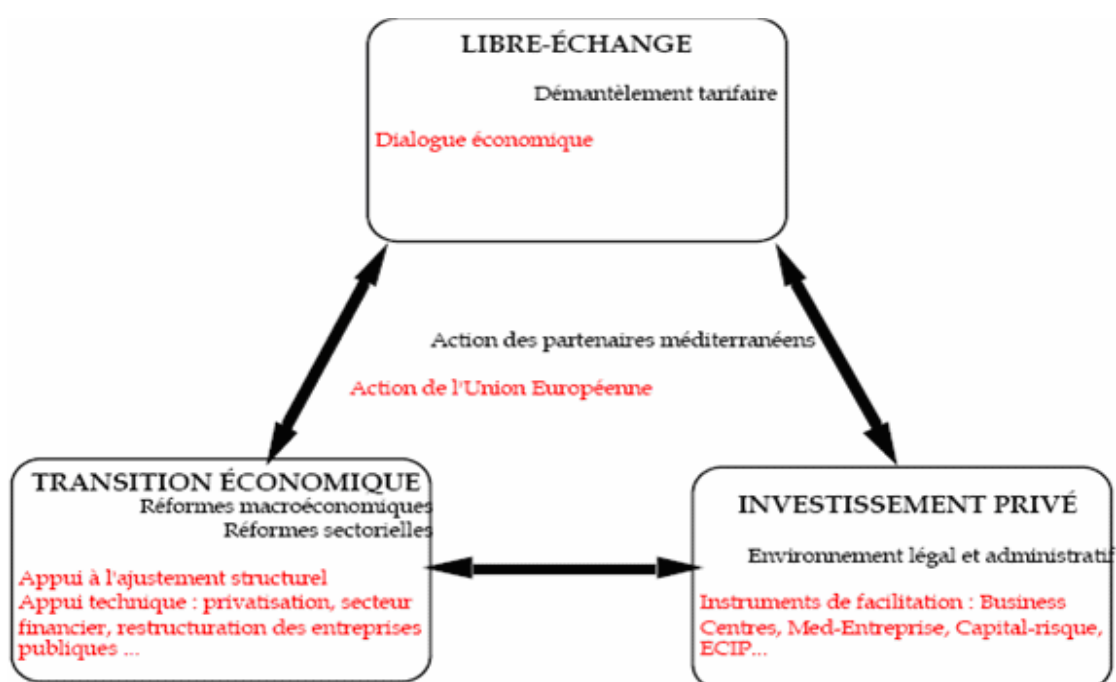 LIBRE-ÉCHANGE
Démantèlement tarifaire
Dialogue économique
Action des partenaires méditerranéens
Action de l'Union Européenne
TRANSITION ÉCONOMIQUE
Réformes macroéconomiques
Réformes sectorielles
Appui à l'ajustement structurel
Appui technique : privatisation, secteur
financier, restructuration des entreprises
publiques ...
INVESTISSEMENT PRIVÉ
Environnement légal et administratif
Instruments de facilitation : Business
Centres, Med-Entreprise, Capital-risque,
ECIP...